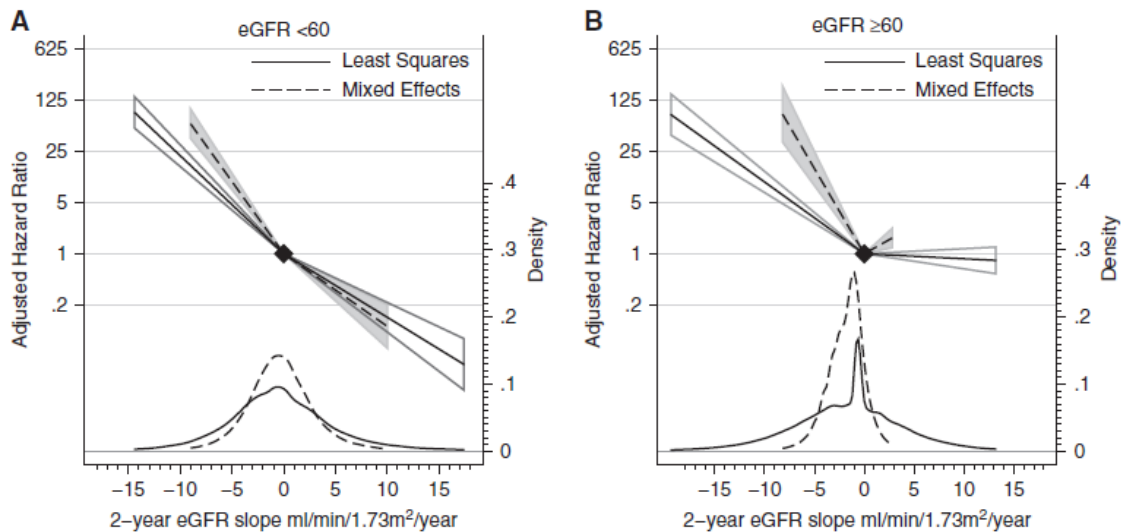 A
eGFR <60
Least Squares
Mixed Effects
Adjusted Hazard Ratio
625
125
25
5
1
.2
.4
.3
.2
.1
0
Density
−15 −10 −5 0 5 10 15
2−year eGFR slope ml/min/1.73m²/year
B
eGFR ≥60
Least Squares
Mixed Effects
Adjusted Hazard Ratio
625
125
25
5
1
.2
.4
.3
.2
.1
0
Density
−15 −10 −5 0 5 10 15
2−year eGFR slope ml/min/1.73m²/year